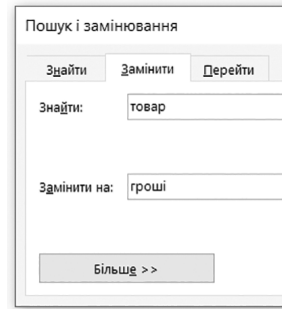 Пошук і замінювання
Знайти Замінити Перейти
Знайти: товар
Замінити на: гроші
Більше >>